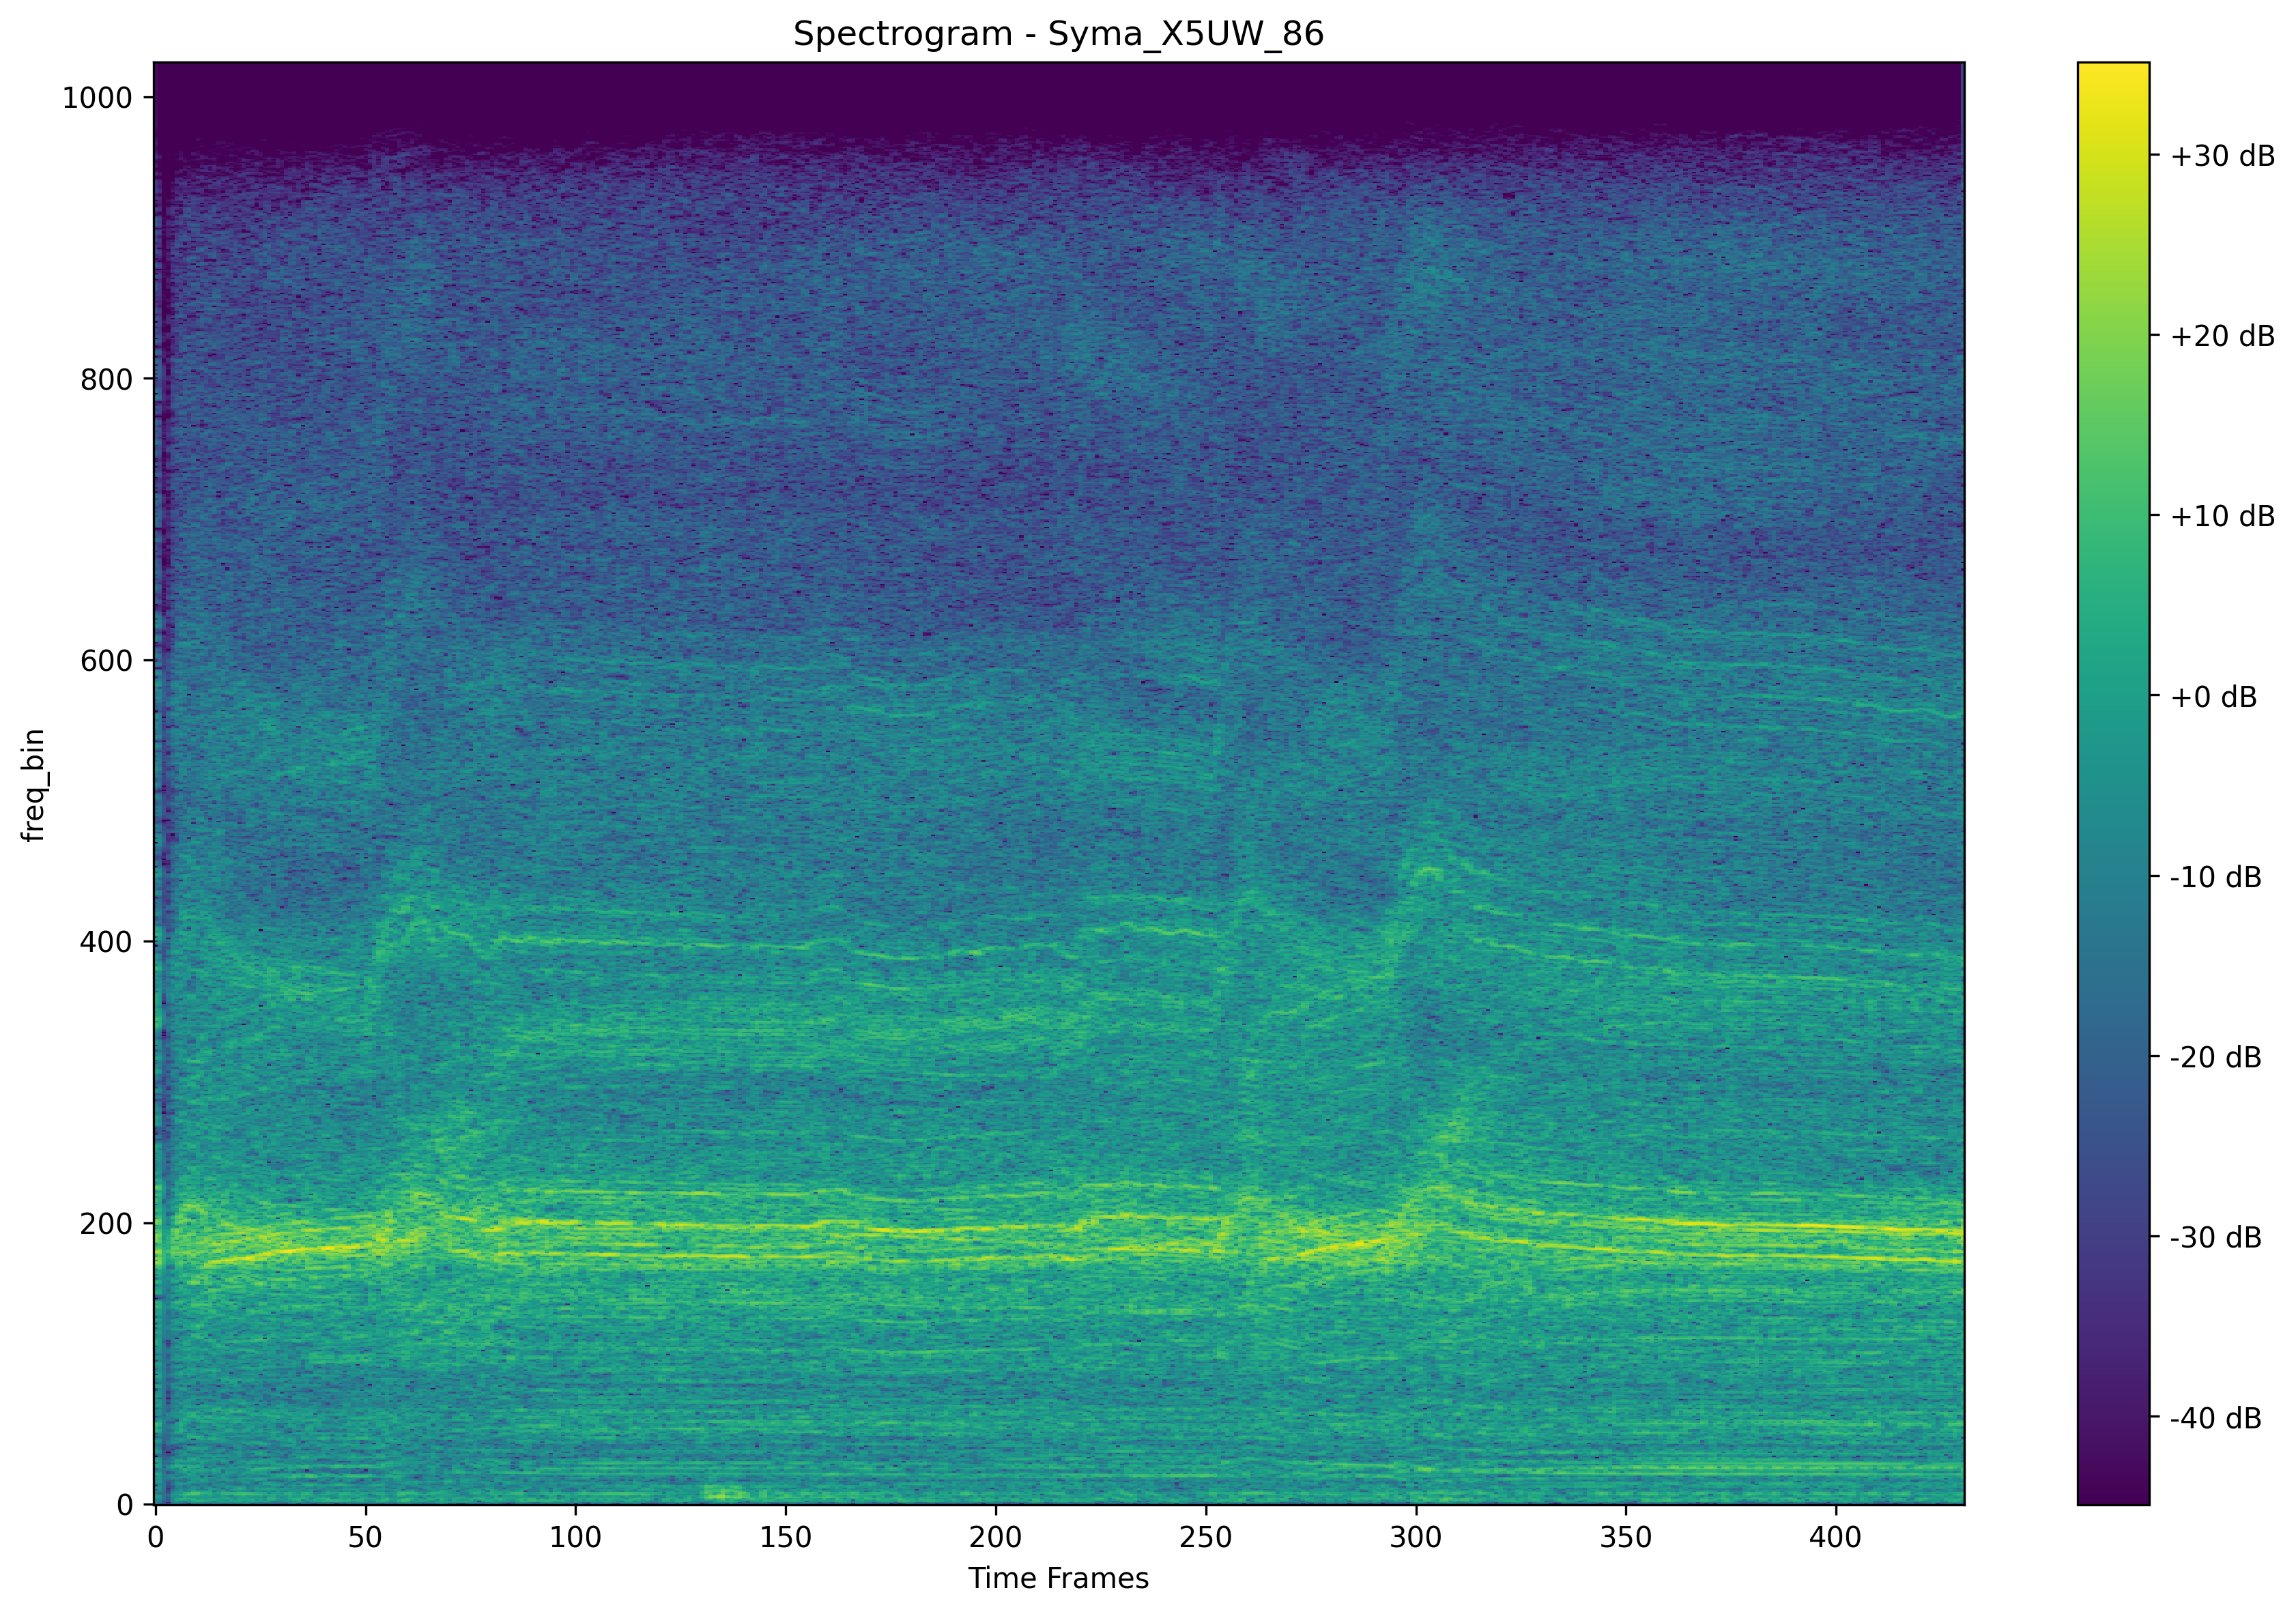 Spectrogram - Syma_X5UW_86
freq_bin
1000
800
600
400
200
0
0
50
100
150
200
250
300
350
400
Time Frames
+30 dB
+20 dB
+10 dB
+0 dB
-10 dB
-20 dB
-30 dB
-40 dB